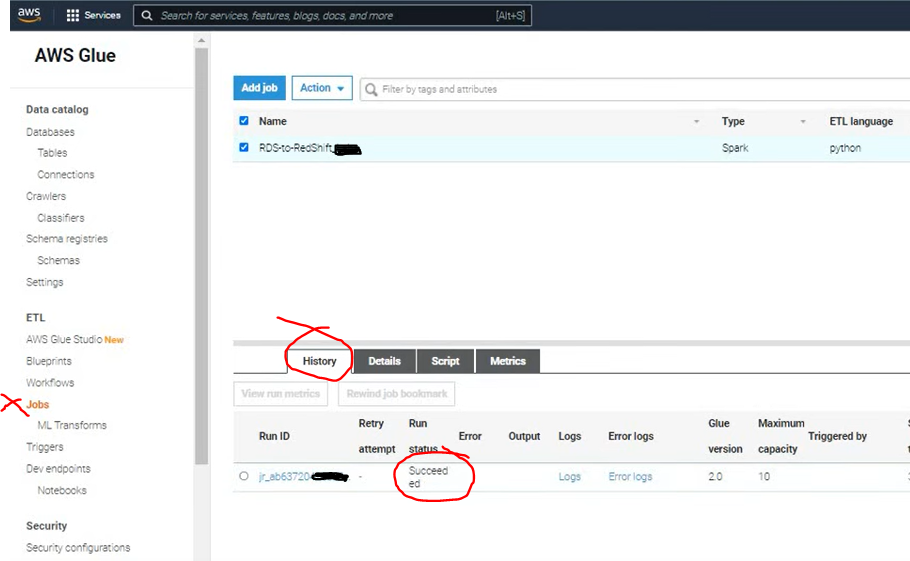 aws Services Search for services, features, blogs, docs, and more [Alt+S]
AWS Glue
Data catalog
Databases
Tables
Connections
Crawlers
Classifiers
Schema registries
Schemas
Settings
ETL
AWS Glue Studio New
Blueprints
Workflows
Jobs
ML Transforms
Triggers
Dev endpoints
Notebooks
Security
Security configurations
Add job Action Filter by tags and attributes
Name Type ETL language
RDS-to-RedShift_ Spark python
History Details Script Metrics
View run metrics Rewind job bookmark
Run ID Retry attempt Run status Error Output Logs Error logs Glue version Maximum capacity Triggered by
jr_ab63720 - Succeed
ed Logs Error logs 2.0 10